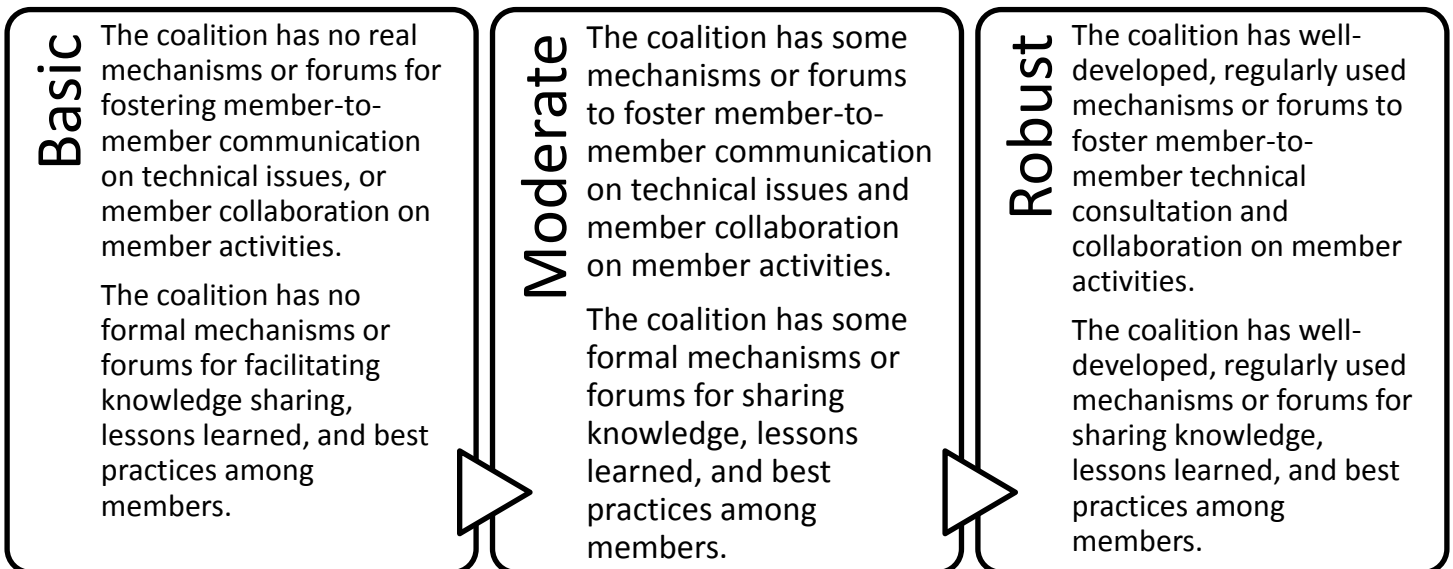 Basic
The coalition has no real
mechanisms or forums for
fostering member-to-
member communication
on technical issues, or
member collaboration on
member activities.
The coalition has no
formal mechanisms or
forums for facilitating
knowledge sharing,
lessons learned, and best
practices among
members.
Moderate
The coalition has some
mechanisms or forums
to foster member-to-
member communication
on technical issues and
member collaboration
on member activities.
The coalition has some
formal mechanisms or
forums for sharing
knowledge, lessons
learned, and best
practices among
members.
Robust
The coalition has well-
developed, regularly used
mechanisms or forums to
foster member-to-
member technical
consultation and
collaboration on member
activities.
The coalition has well-
developed, regularly used
mechanisms or forums for
sharing knowledge,
lessons learned, and best
practices among
members.